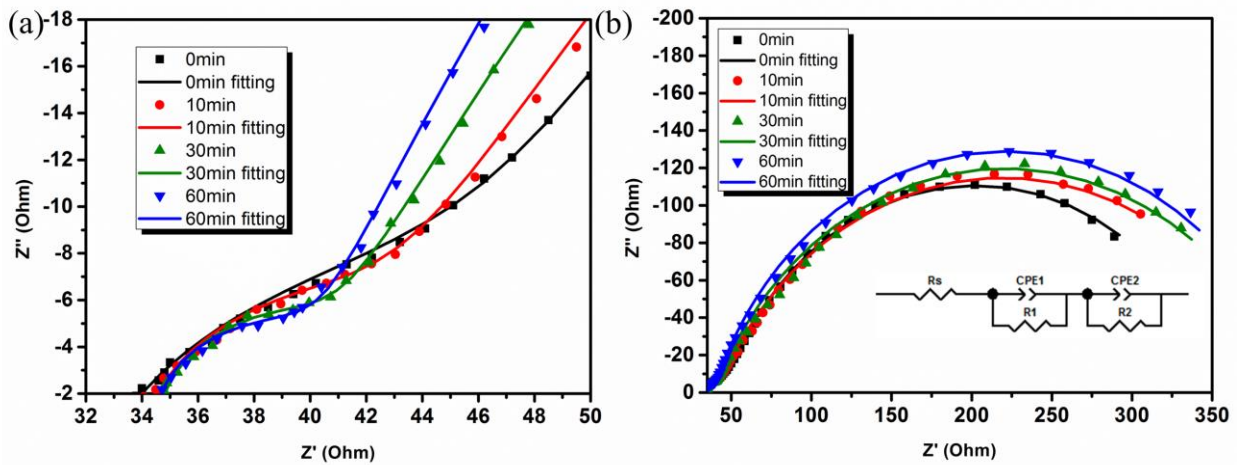 (a)
-18
-16
-14
-12
-10
-8
-6
-4
-2
Z'' (Ohm)
0min
0min fitting
10min
10min fitting
30min
30min fitting
60min
60min fitting
32 34 36 38 40 42 44 46 48 50
Z' (Ohm)
(b)
-200
-180
-160
-140
-120
-100
-80
-60
-40
-20
0
Z'' (Ohm)
0min
0min fitting
10min
10min fitting
30min
30min fitting
60min
60min fitting
Rs CPE1 CPE2
R1 R2
50 100 150 200 250 300 350
Z' (Ohm)